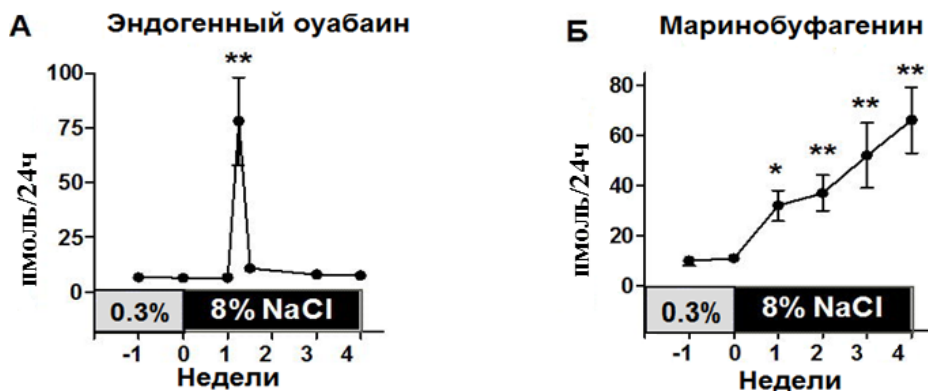 А
Эндогенный оуабаин
пмоль/24ч
100
75
50
25
0
**
0.3%
8% NaCl
-1 0 1 2 3 4
Недели
Б
Маринобуфагенин
пмоль/24ч
80
60
40
20
0
*
**
**
**
0.3%
8% NaCl
-1 0 1 2 3 4
Недели